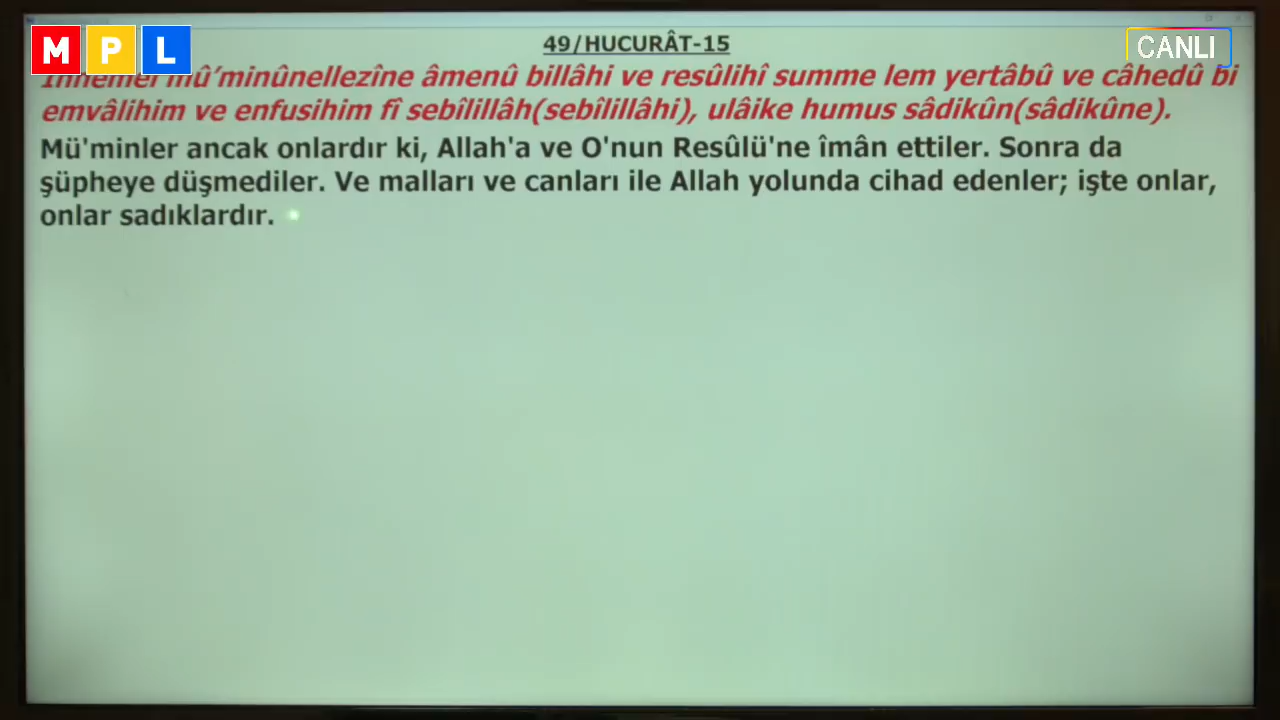 MPL
CANLI
49/HUCURÂT-15
mû'minûnellezîne âmenû billâhi ve resûlihî summe lem yertâbû ve câhedû bi
emvâlihim ve enfusihim fî sebîlillâh(sebîlillâhi), ulâike humus sâdikûn(sâdikûne).
Mü'minler ancak onlardır ki, Allah'a ve O'nun Resûlü'ne îmân ettiler. Sonra da
şüpheye düşmediler. Ve malları ve canları ile Allah yolunda cihad edenler; işte onlar,
onlar sadıklardır.